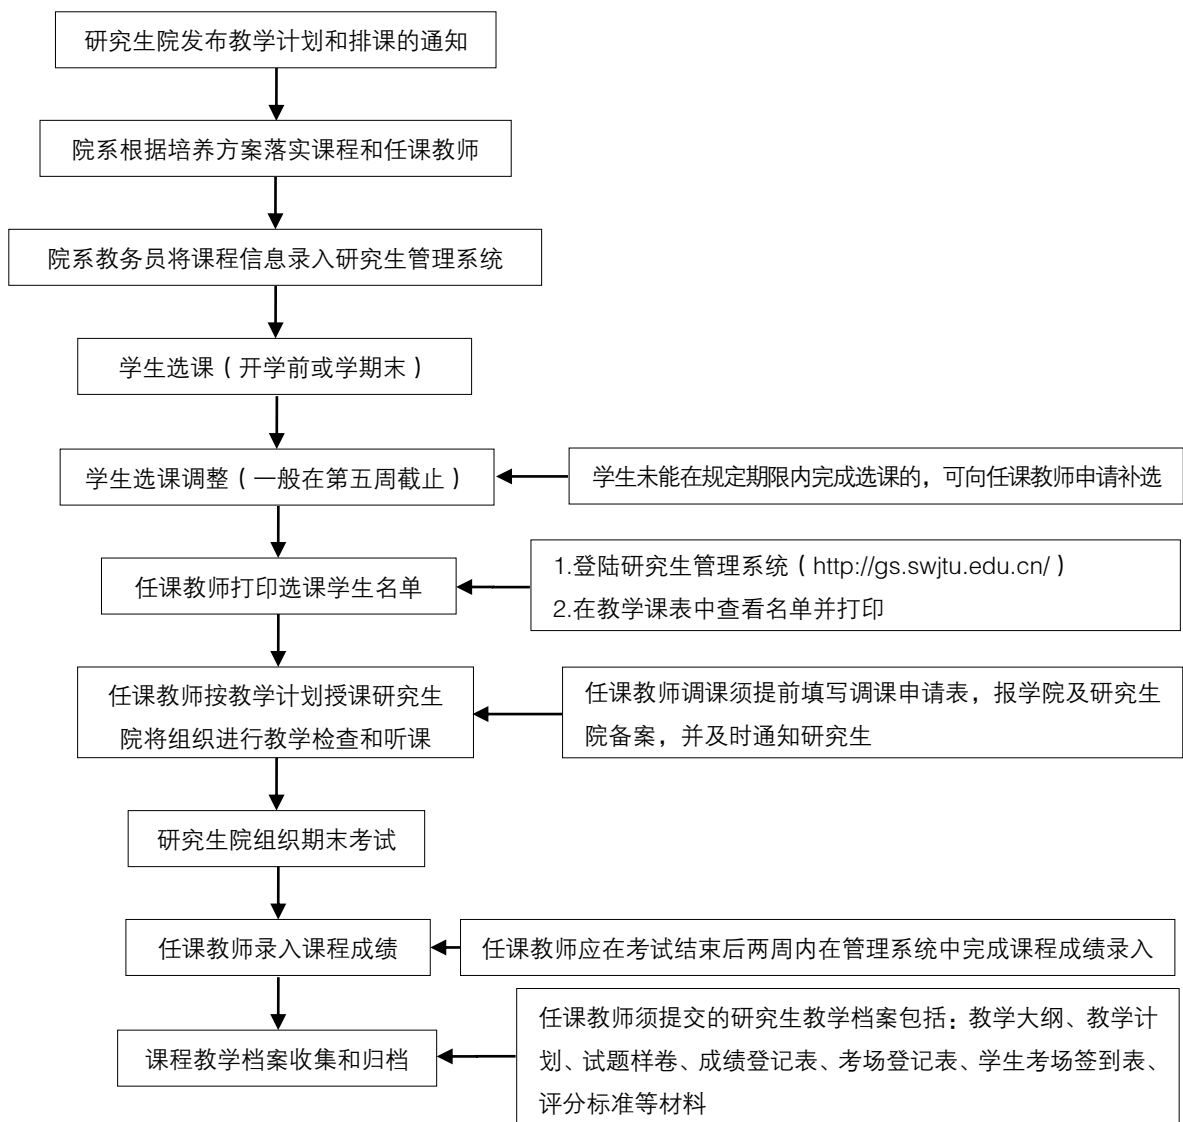 研究生院发布教学计划和排课的通知
院系根据培养方案落实课程和任课教师
院系教务员将课程信息录入研究生管理系统
学生选课（开学前或学期末）
学生选课调整（一般在第五周截止）
学生未能在规定期限内完成选课的，可向任课教师申请补选
任课教师打印选课学生名单
1.登陆研究生管理系统（http://gs.swjtu.edu.cn/）
2.在教学课表中查看名单并打印
任课教师按教学计划授课研究生
院将组织进行教学检查和听课
任课教师调课须提前填写调课申请表，报学院及研究生
院备案，并及时通知研究生
研究生院组织期末考试
任课教师录入课程成绩
任课教师应在考试结束后两周内在管理系统中完成课程成绩录入
课程教学档案收集和归档
任课教师须提交的研究生教学档案包括：教学大纲、教学计
划、试题样卷、成绩登记表、考场登记表、学生考场签到表、
评分标准等材料